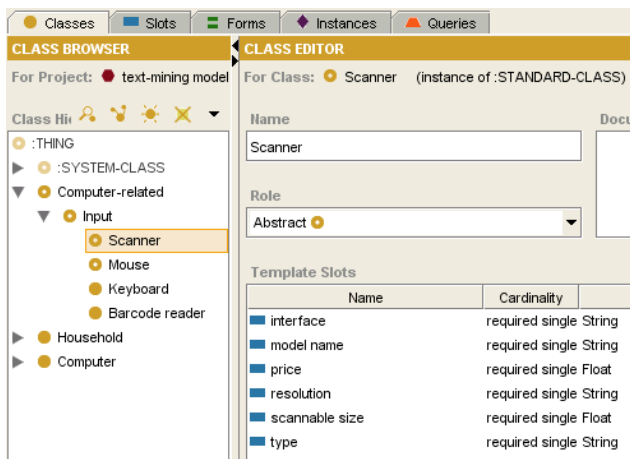 Classes Slots Forms Instances Queries
CLASS BROWSER
For Project: text-mining model
Class Hi
:THING
:SYSTEM-CLASS
Computer-related
Input
Scanner
Mouse
Keyboard
Barcode reader
Household
Computer
CLASS EDITOR
For Class: Scanner (instance of :STANDARD-CLASS)
Name Docu
Scanner
Role
Abstract
Template Slots
Name Cardinality
interface required single String
model name required single String
price required single Float
resolution required single String
scannable size required single Float
type required single String